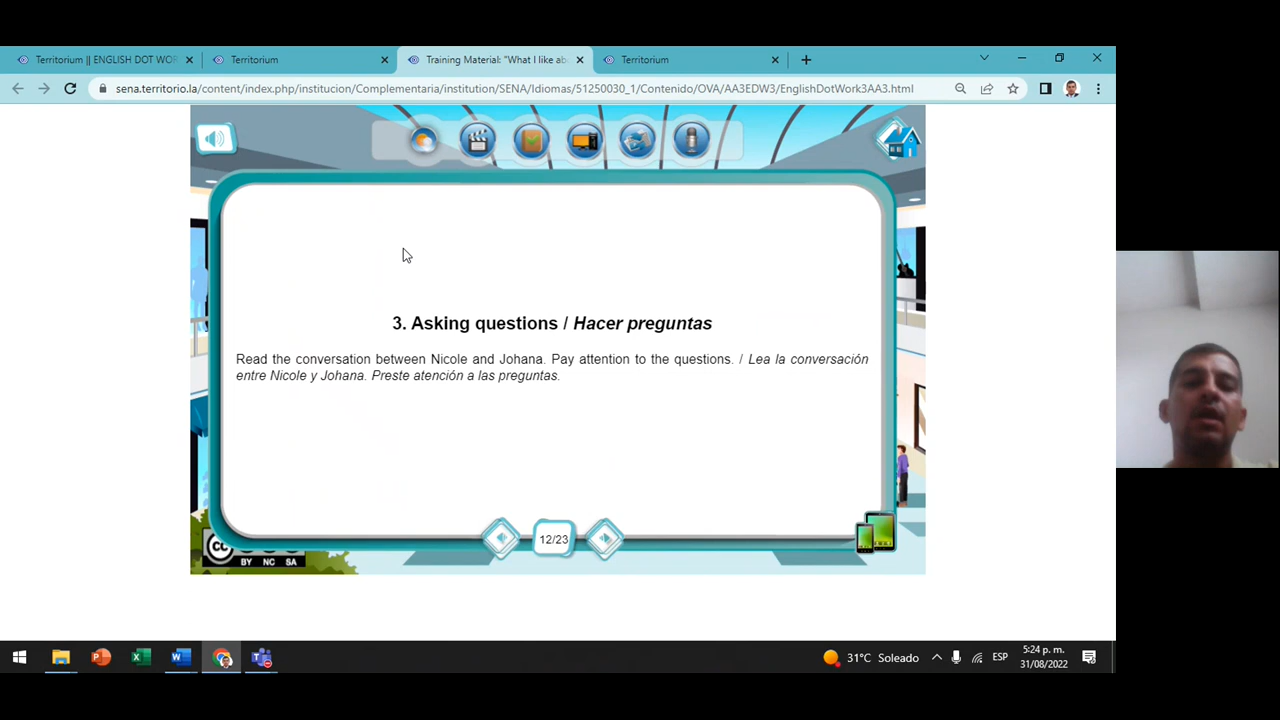 Territorium || ENGLISH DOT WOR
Territorium
Training Material: "What I like ab
Territorium
sena.territorio.la/content/index.php/institucion/Complementaria/institution/SENA/Idiomas/51250030_1/Contenido/OVA/AA3EDW3/EnglishDotWork3AA3.html
3. Asking questions / Hacer preguntas
Read the conversation between Nicole and Johana. Pay attention to the questions. / Lea la conversación
entre Nicole y Johana. Preste atención a las preguntas.
12/23
CC
BY NC SA
31°C Soleado
ESP
5:24 p. m.
31/08/2022